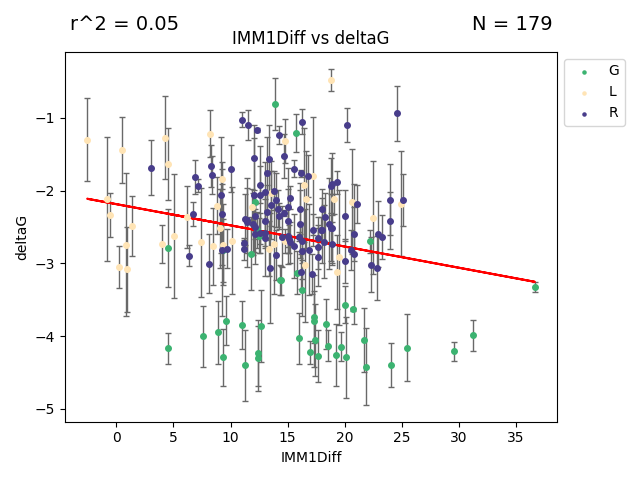 r^2 = 0.05
N = 179
IMM1Diff vs deltaG
G
L
R
−1
−2
−3
−4
−5
deltaG
0 5 10 15 20 25 30 35
IMM1Diff